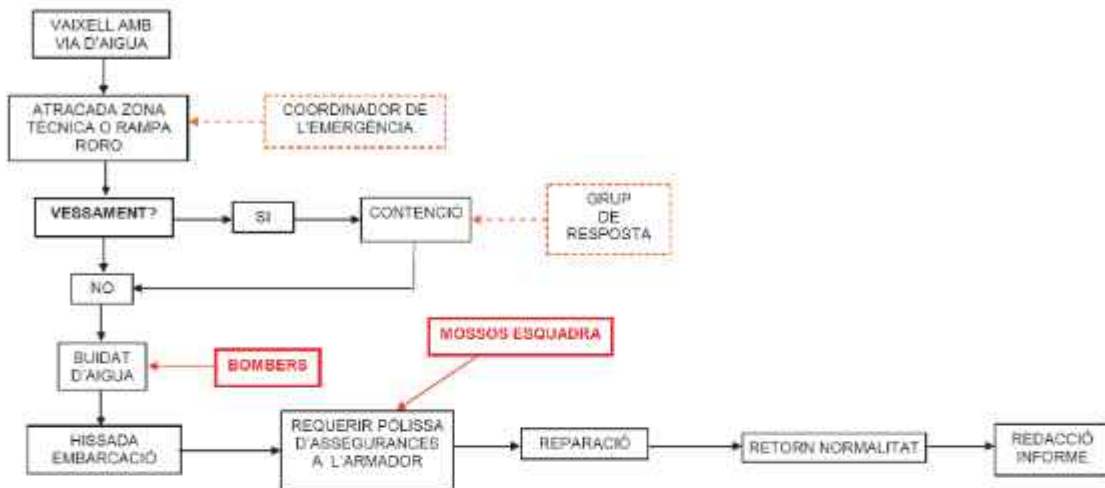 VAIXELL AMB
VIA D'AIGUA
ATRACADA ZONA
TÈCNICA O RAMPA
RORO
COORDINADOR DE
L'EMERGÈNCIA.
VESSAMENT?
SI
CONTENCIÓ
GRUP
DE
RESPOSTA
NO
BUIDAT
D'AIGUA
BOMBERS
MOSSOS ESQUADRA
HISSADA
EMBARCACIÓ
REQUERIR PÒLISSA
D'ASSEGURANCES
A L'ARMADOR
REPARACIÓ
RETORN NORMALITAT
REDACCIÓ
INFORME